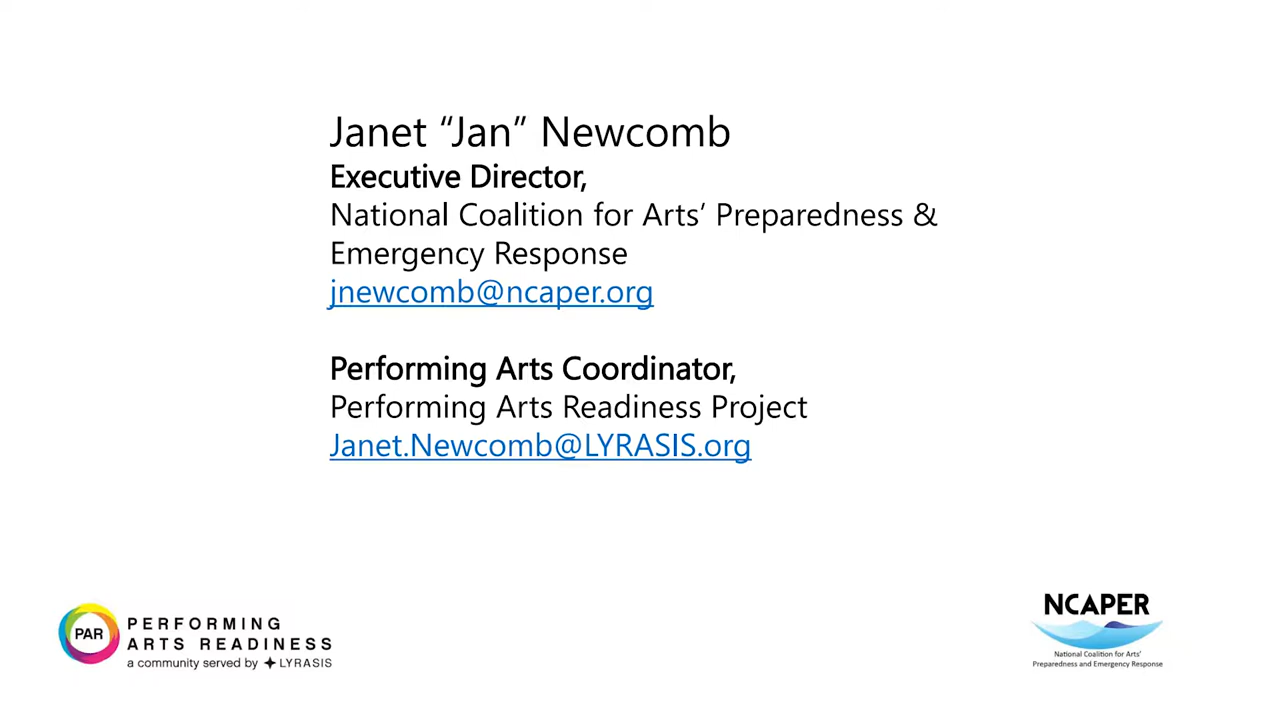 Janet “Jan” Newcomb
Executive Director,
National Coalition for Arts’ Preparedness &
Emergency Response
jnewcomb@ncaper.org
Performing Arts Coordinator,
Performing Arts Readiness Project
Janet.Newcomb@LYRASIS.org
PAR
PERFORMING
ARTS READINESS
a community served by LYRASIS
NCAPER
National Coalition for Arts’
Preparedness and Emergency Response